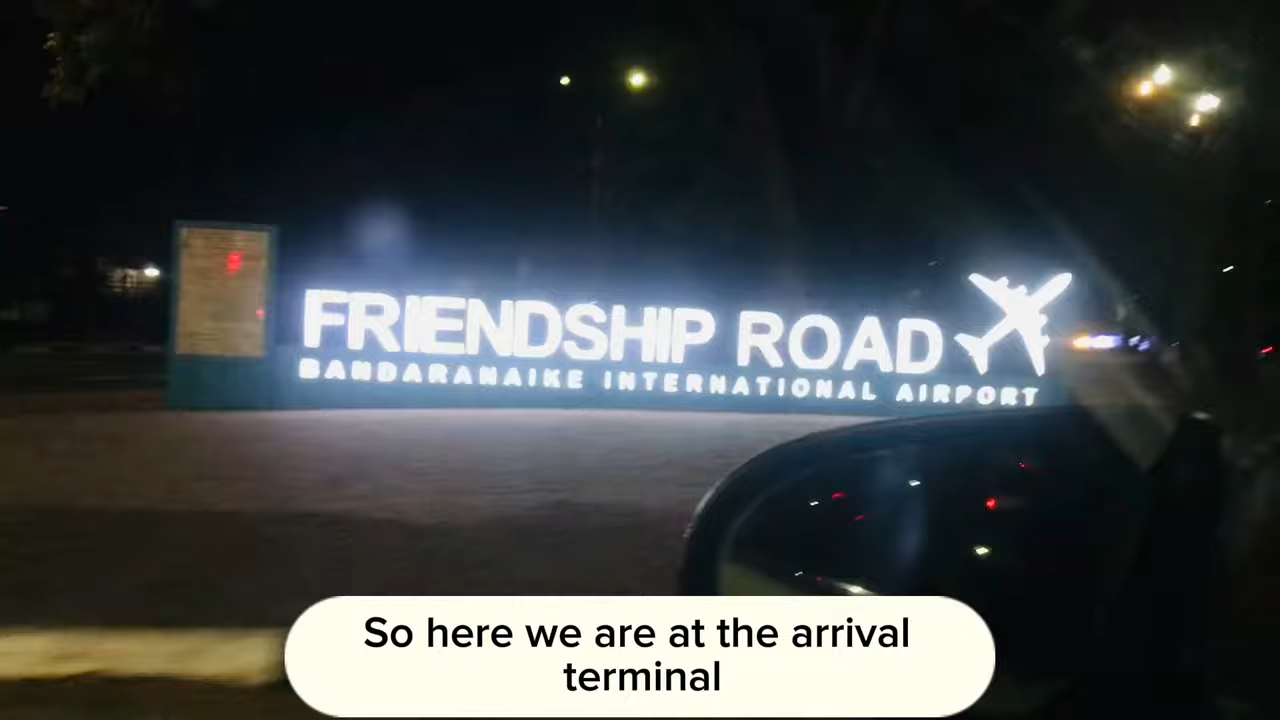 FRIENDSHIP ROAD
BANDARANAIKE INTERNATIONAL AIRPORT
So here we are at the arrival
terminal